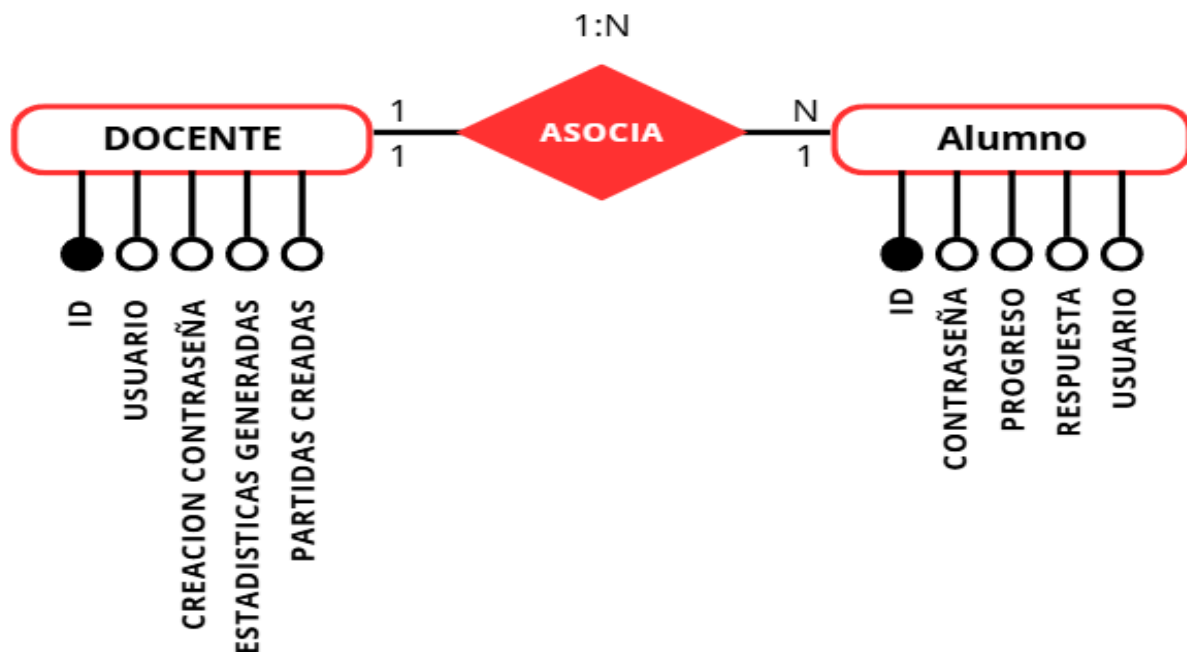 1:N
1
N
DOCENTE
ASOCIA
Alumno
1
1
ID
USUARIO
CREACION CONTRASEÑA
ESTADISTICAS GENERADAS
PARTIDAS CREADAS
ID
CONTRASEÑA
PROGRESO
RESPUESTA
USUARIO